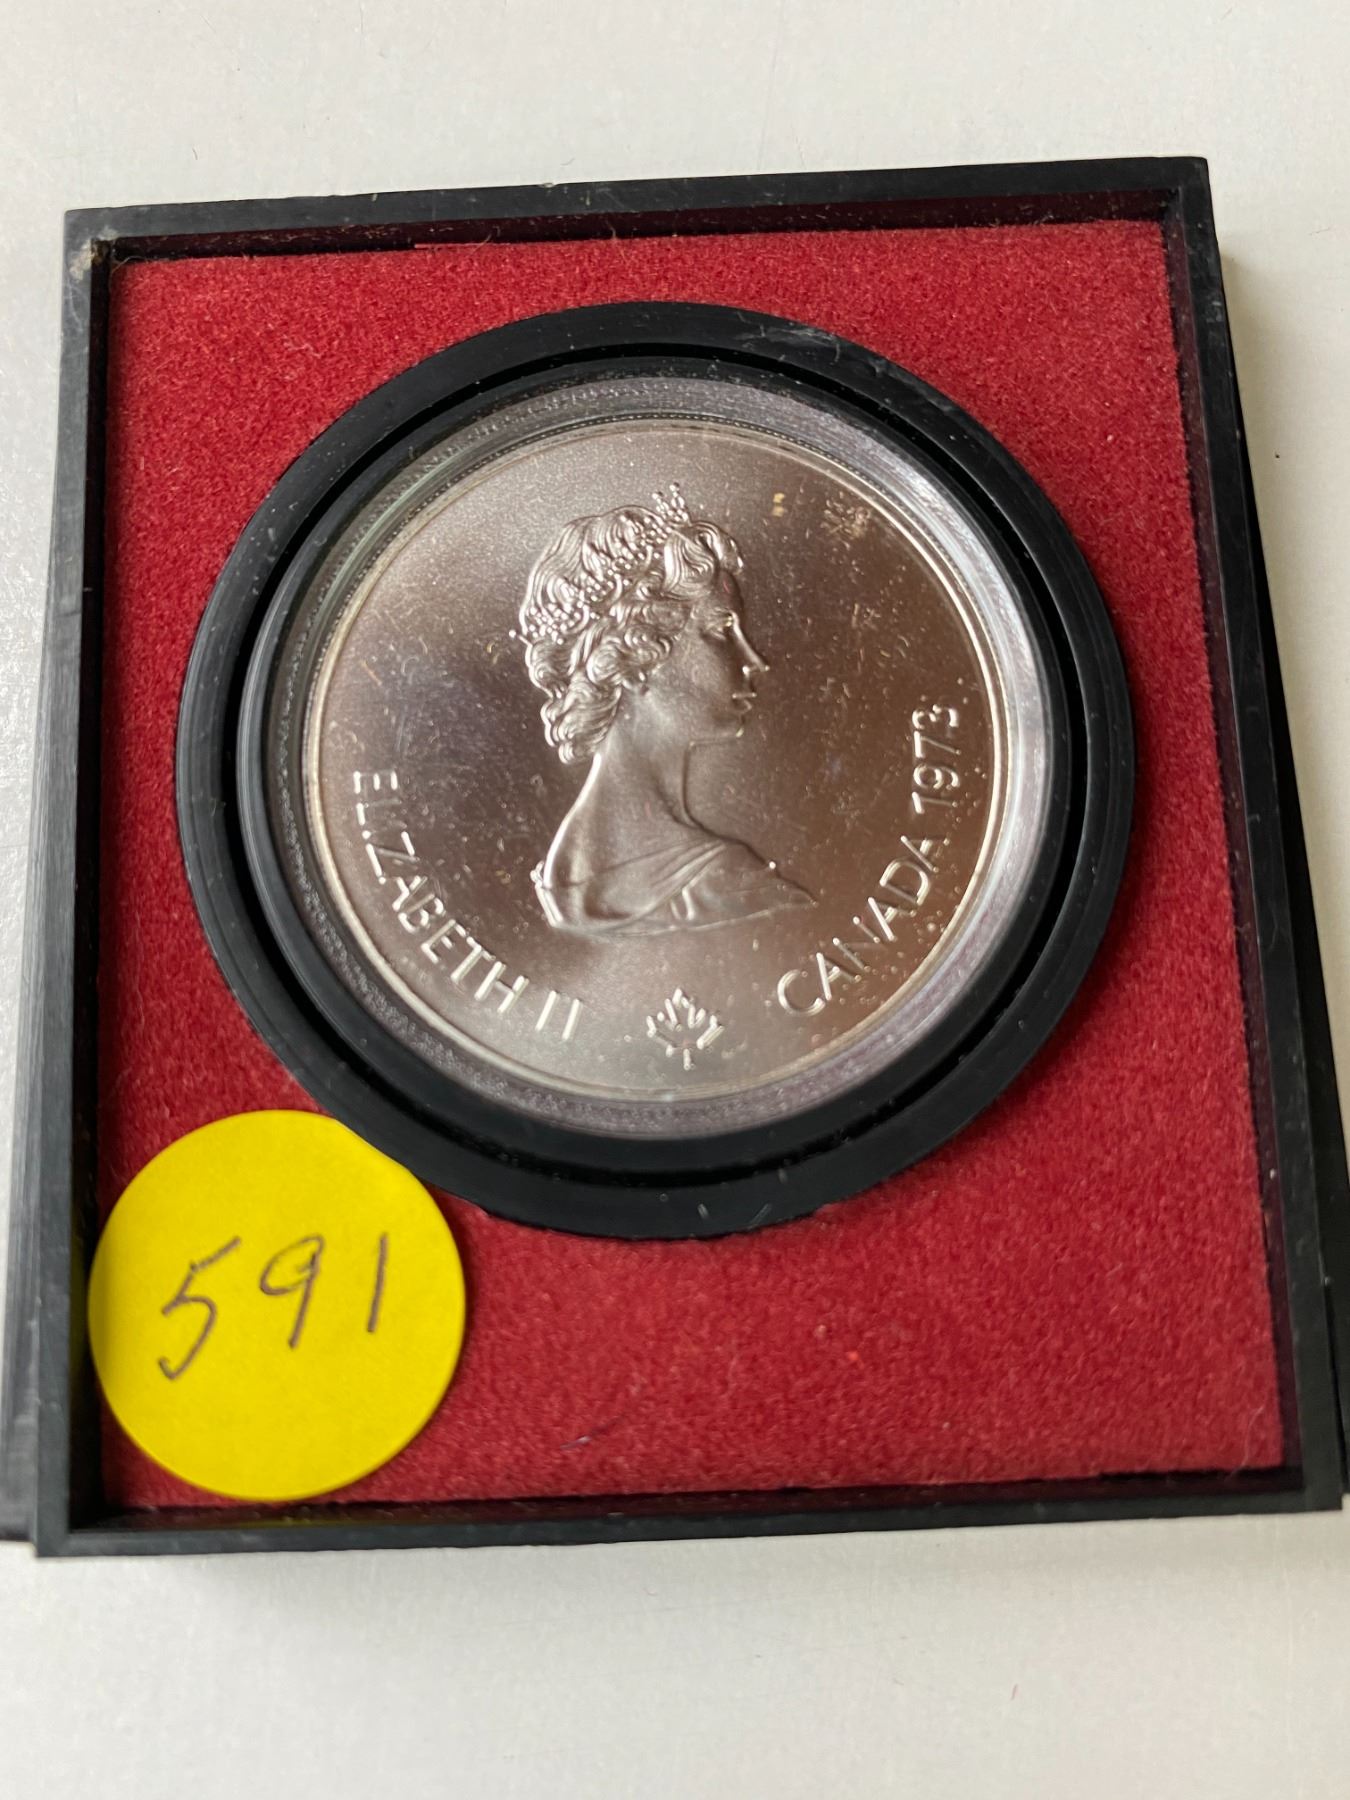 ELIZABETH II
CANADA 1973
591